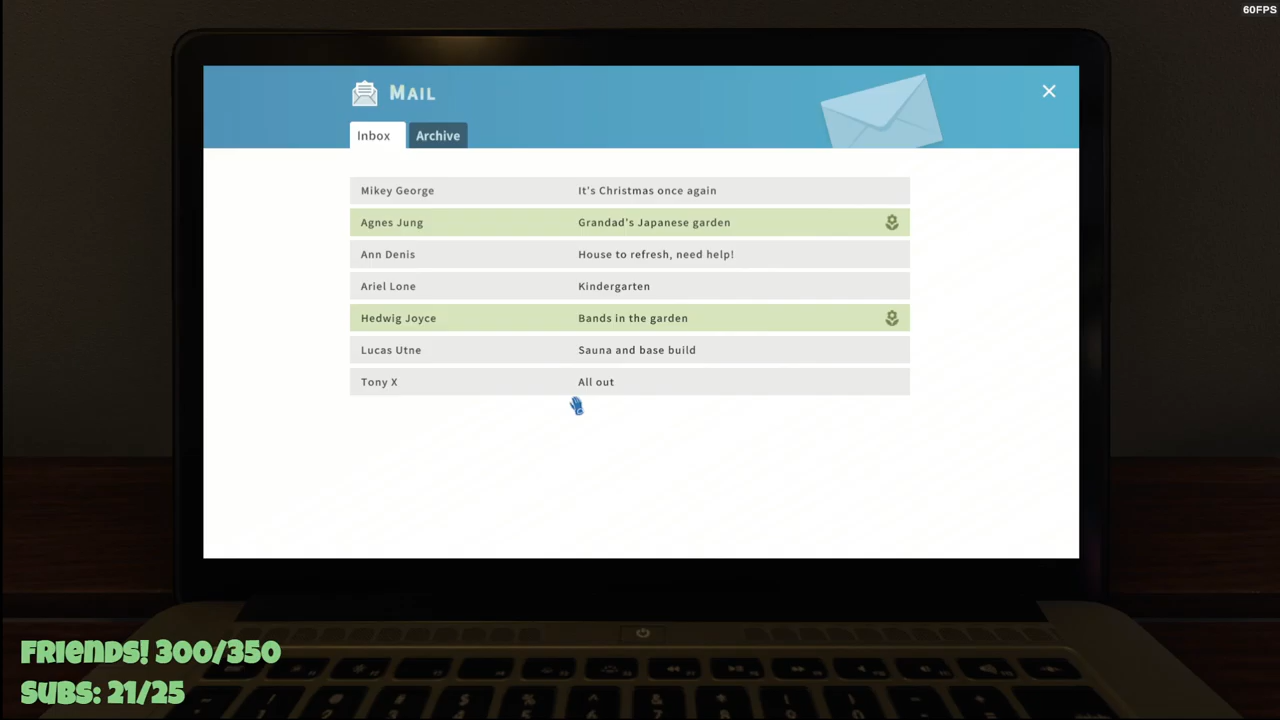 60FPS
Mail
Inbox Archive
Mikey George It's Christmas once again
Agnes Jung Grandad's Japanese garden
Ann Denis House to refresh, need help!
Ariel Lone Kindergarten
Hedwig Joyce Bands in the garden
Lucas Utne Sauna and base build
Tony X All out
Friends! 300/350
Subs: 21/25